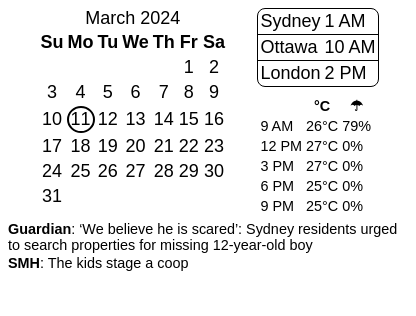 March 2024
Su Mo Tu We Th Fr Sa
1 2
3 4 5 6 7 8 9
10 11 12 13 14 15 16
17 18 19 20 21 22 23
24 25 26 27 28 29 30
31
Sydney 1 AM
Ottawa 10 AM
London 2 PM
°C ☂
9 AM 26°C 79%
12 PM 27°C 0%
3 PM 27°C 0%
6 PM 25°C 0%
9 PM 25°C 0%
Guardian: ‘We believe he is scared’: Sydney residents urged
to search properties for missing 12-year-old boy
SMH: The kids stage a coop